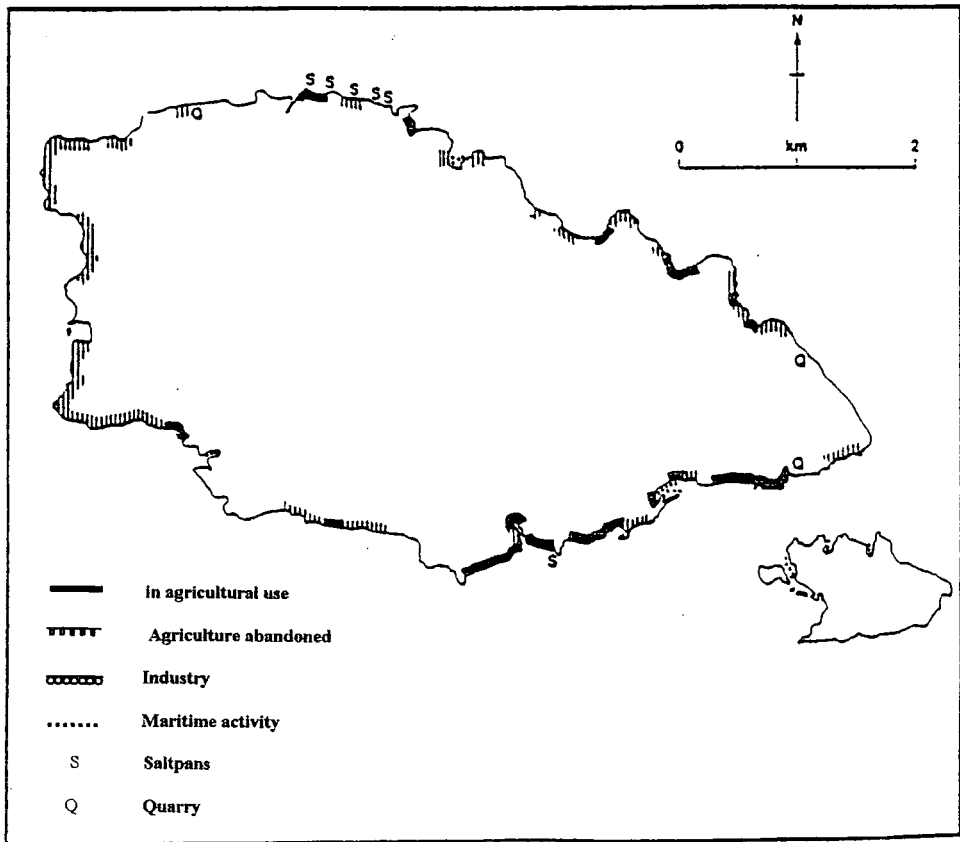 N
0 km 2
S S S S S
Q
Q
Q
S
in agricultural use
Agriculture abandoned
Industry
Maritime activity
S Saltpans
Q Quarry